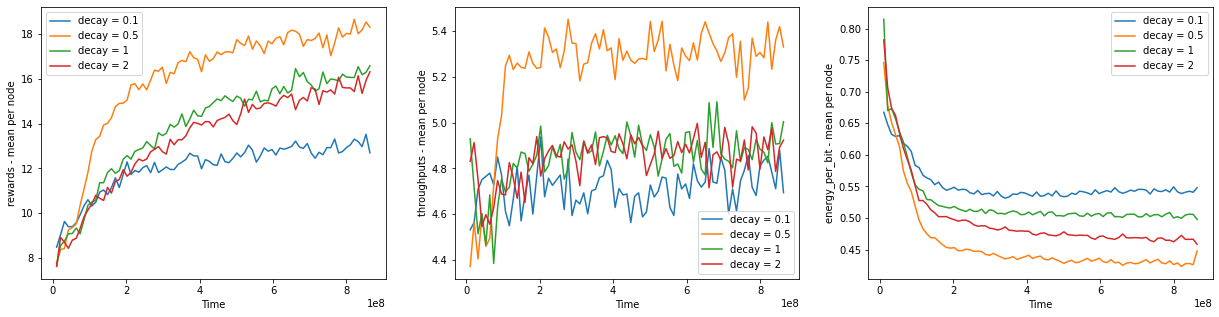 rewards - mean per node
18
16
14
12
10
8
decay = 0.1
decay = 0.5
decay = 1
decay = 2
0
2
4
6
8
1e8
Time
throughputs - mean per node
5.4
5.2
5.0
4.8
4.6
4.4
decay = 0.1
decay = 0.5
decay = 1
decay = 2
0
2
4
6
8
1e8
Time
energy_per_bit - mean per node
0.80
0.75
0.70
0.65
0.60
0.55
0.50
0.45
decay = 0.1
decay = 0.5
decay = 1
decay = 2
0
2
4
6
8
1e8
Time